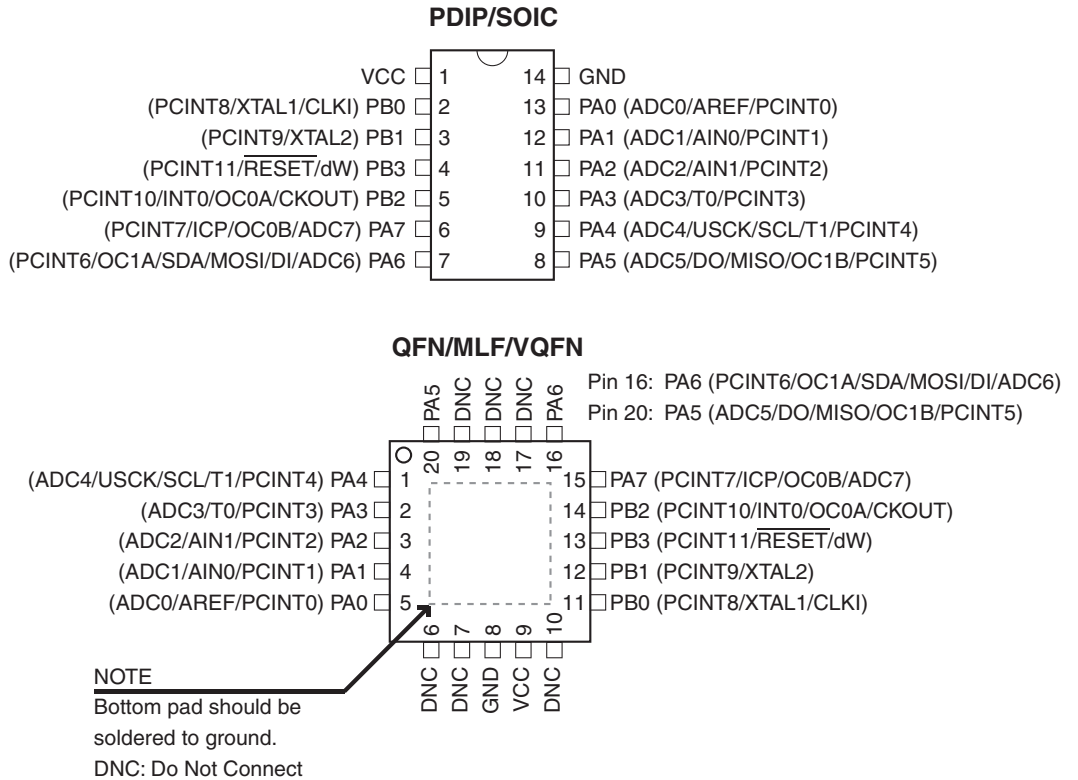 PDIP/SOIC
VCC 1 14 GND
(PCINT8/XTAL1/CLKI) PB0 2 13 PA0 (ADC0/AREF/PCINT0)
(PCINT9/XTAL2) PB1 3 12 PA1 (ADC1/AIN0/PCINT1)
(PCINT11/RESET/dW) PB3 4 11 PA2 (ADC2/AIN1/PCINT2)
(PCINT10/INT0/OC0A/CKOUT) PB2 5 10 PA3 (ADC3/T0/PCINT3)
(PCINT7/ICP/OC0B/ADC7) PA7 6 9 PA4 (ADC4/USCK/SCL/T1/PCINT4)
(PCINT6/OC1A/SDA/MOSI/DI/ADC6) PA6 7 8 PA5 (ADC5/DO/MISO/OC1B/PCINT5)
QFN/MLF/VQFN
Pin 16: PA6 (PCINT6/OC1A/SDA/MOSI/DI/ADC6)
Pin 20: PA5 (ADC5/DO/MISO/OC1B/PCINT5)
PA5 DNC DNC DNC PA6
20 19 18 17 16
(ADC4/USCK/SCL/T1/PCINT4) PA4 1 15 PA7 (PCINT7/ICP/OC0B/ADC7)
(ADC3/T0/PCINT3) PA3 2 14 PB2 (PCINT10/INT0/OC0A/CKOUT)
(ADC2/AIN1/PCINT2) PA2 3 13 PB3 (PCINT11/RESET/dW)
(ADC1/AIN0/PCINT1) PA1 4 12 PB1 (PCINT9/XTAL2)
(ADC0/AREF/PCINT0) PA0 5 11 PB0 (PCINT8/XTAL1/CLKI)
6 7 8 9 10
DNC DNC GND VCC DNC
NOTE
Bottom pad should be
soldered to ground.
DNC: Do Not Connect